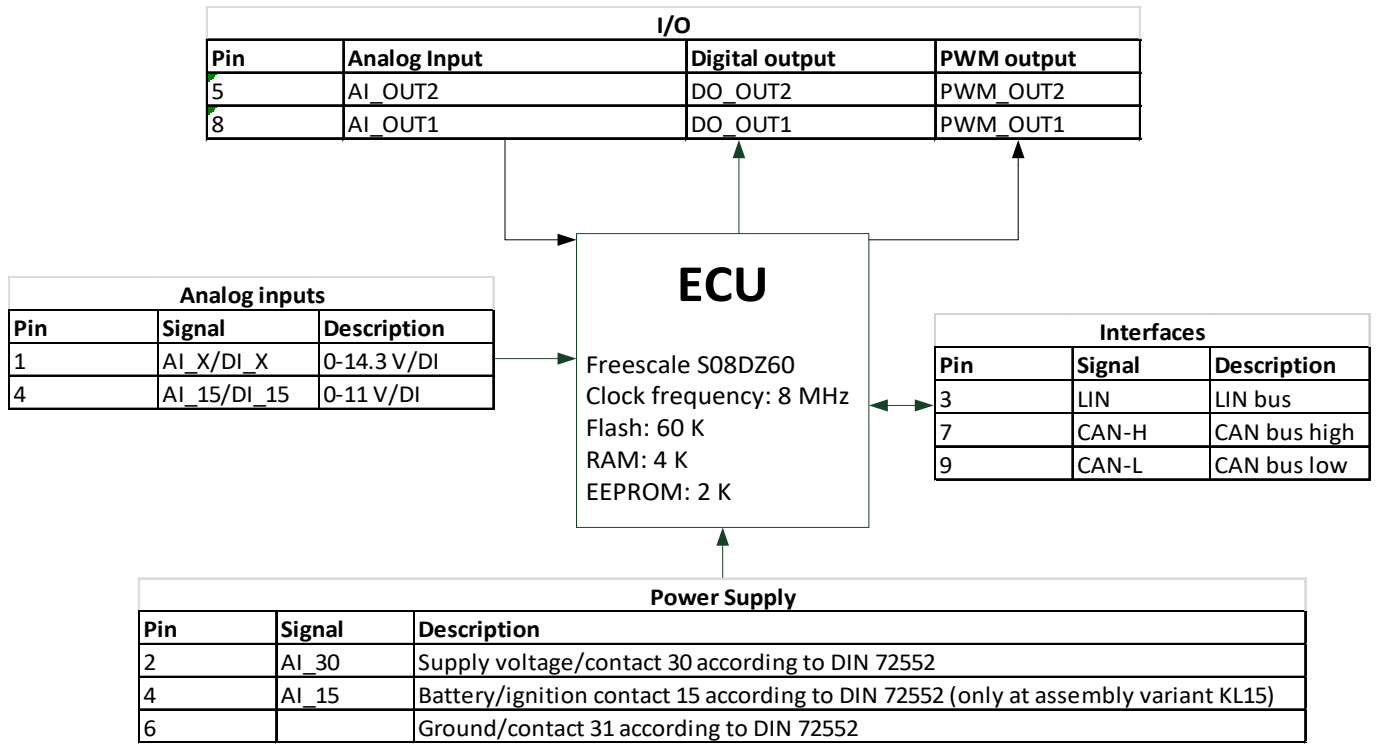 I/O
Pin Analog Input Digital output PWM output
5 AI_OUT2 DO_OUT2 PWM_OUT2
8 AI_OUT1 DO_OUT1 PWM_OUT1
Analog inputs
Pin Signal Description
1 AI_X/DI_X 0-14.3 V/DI
4 AI_15/DI_15 0-11 V/DI
ECU
Freescale S08DZ60
Clock frequency: 8 MHz
Flash: 60 K
RAM: 4 K
EEPROM: 2 K
Interfaces
Pin Signal Description
3 LIN LIN bus
7 CAN-H CAN bus high
9 CAN-L CAN bus low
Power Supply
Pin Signal Description
2 AI_30 Supply voltage/contact 30 according to DIN 72552
4 AI_15 Battery/ignition contact 15 according to DIN 72552 (only at assembly variant KL15)
6 Ground/contact 31 according to DIN 72552